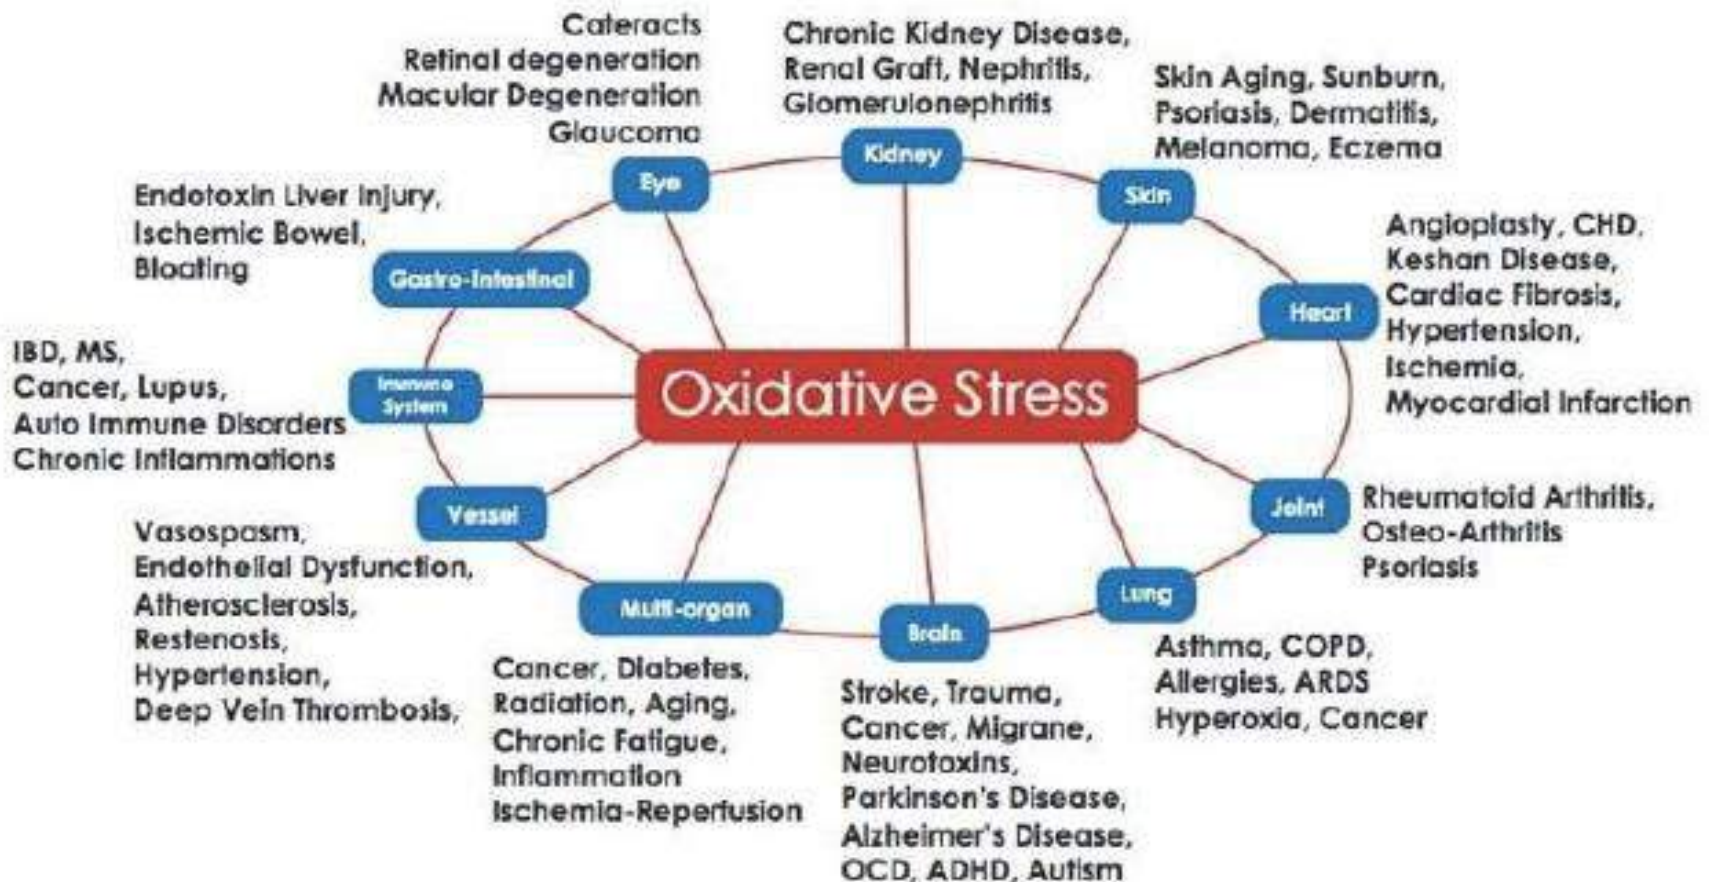 Cateracts
Retinal degeneration
Macular Degeneration
Glaucoma
Eye
Chronic Kidney Disease,
Renal Graft, Nephritis,
Glomerulonephritis
Kidney
Skin Aging, Sunburn,
Psoriasis, Dermatitis,
Melanoma, Eczema
Skin
Endotoxin Liver Injury,
Ischemic Bowel,
Bloating
Gastro-Intestinal
Angioplasty, CHD,
Keshan Disease,
Cardiac Fibrosis,
Hypertension,
Ischemia,
Myocardial Infarction
Heart
IBD, MS,
Cancer, Lupus,
Auto Immune Disorders
Chronic Inflammations
Immune
System
Oxidative Stress
Vessel
Vasospasm,
Endothelial Dysfunction,
Atherosclerosis,
Restenosis,
Hypertension,
Deep Vein Thrombosis,
Joint
Rheumatoid Arthritis,
Osteo-Arthritis
Psoriasis
Multi-organ
Cancer, Diabetes,
Radiation, Aging,
Chronic Fatigue,
Inflammation
Ischemia-Reperfusion
Brain
Stroke, Trauma,
Cancer, Migrane,
Neurotoxins,
Parkinson's Disease,
Alzheimer's Disease,
OCD, ADHD, Autism
Lung
Asthma, COPD,
Allergies, ARDS
Hyperoxia, Cancer